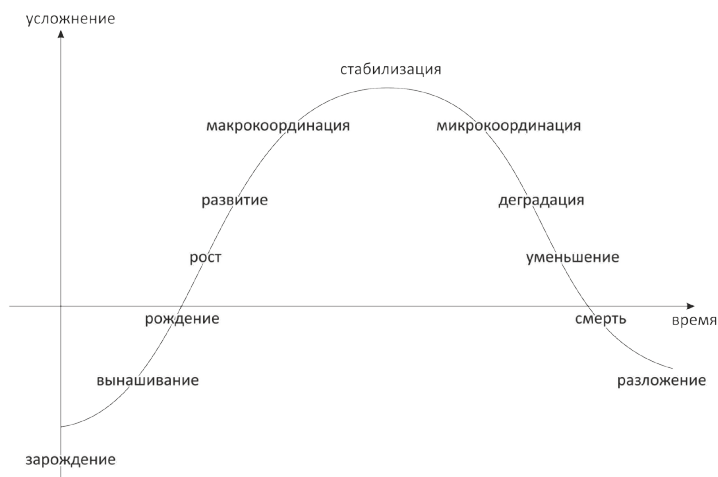 усложнение
стабилизация
макрокоординация
микрокоординация
развитие
деградация
рост
уменьшение
рождение
смерть
время
вынашивание
разложение
зарождение